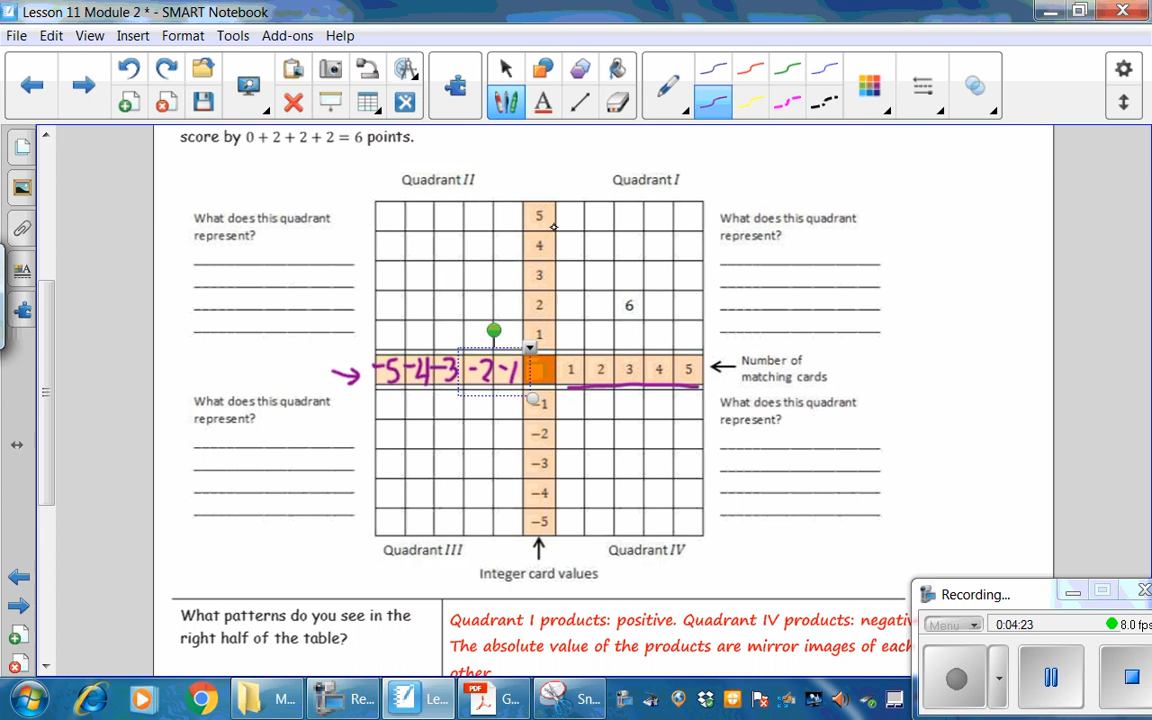 Lesson 11 Module 2 * - SMART Notebook
File Edit View Insert Format Tools Add-ons Help
score by 0 + 2 + 2 + 2 = 6 points.
Quadrant II
Quadrant I
What does this quadrant
represent?
What does this quadrant
represent?
5
4
3
2 6
1
-5 -4 -3 -2 -1 1 2 3 4 5
Number of
matching cards
What does this quadrant
represent?
What does this quadrant
represent?
−1
−2
−3
−4
−5
Quadrant III
Quadrant IV
Integer card values
What patterns do you see in the
right half of the table?
Quadrant I products: positive. Quadrant IV products:
The absolute value of the products are mirror images of each
other
Recording...
Menu 0:04:23 8.0 fps
M... Re... Le... PDF G... Sn...